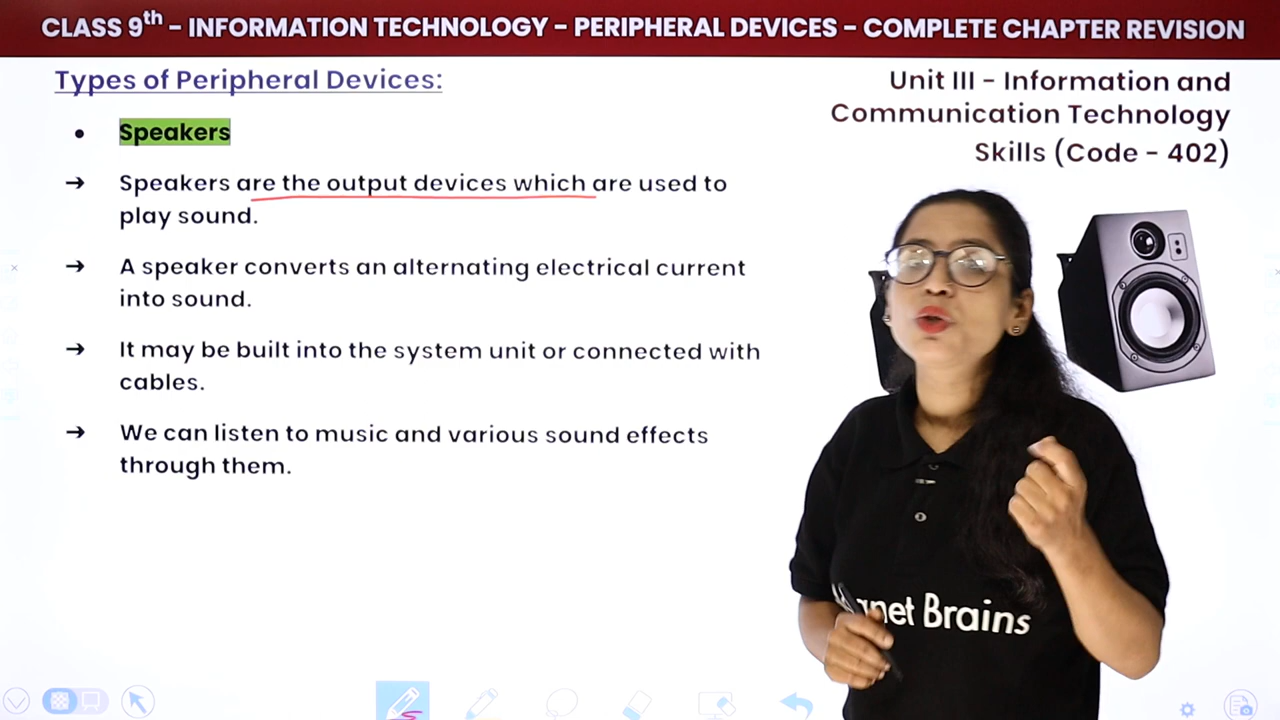 CLASS 9th – INFORMATION TECHNOLOGY – PERIPHERAL DEVICES – COMPLETE CHAPTER REVISION
Types of Peripheral Devices:
Unit III – Information and
Communication Technology
Skills (Code – 402)
• Speakers
→ Speakers are the output devices which are used to
play sound.
→ A speaker converts an alternating electrical current
into sound.
→ It may be built into the system unit or connected with
cables.
→ We can listen to music and various sound effects
through them.
Brains